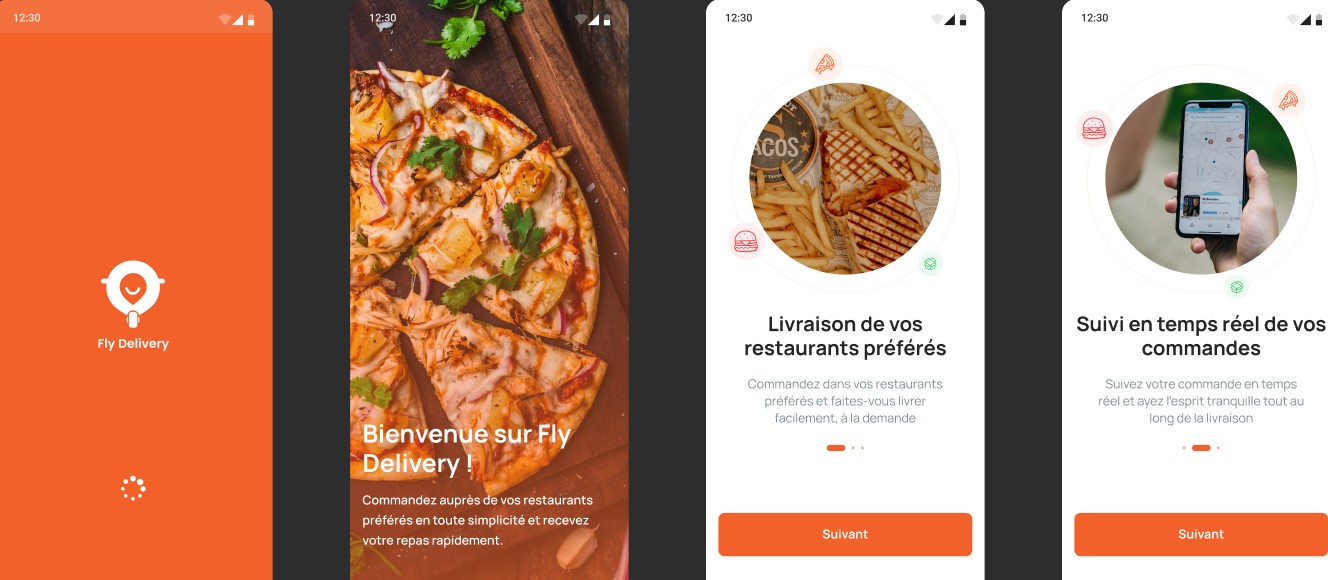 12:30
Fly Delivery
12:30
Bienvenue sur Fly
Delivery !
Commandez auprès de vos restaurants
préférés en toute simplicité et recevez
votre repas rapidement.
12:30
ACOS
Livraison de vos
restaurants préférés
Commandez dans vos restaurants
préférés et faites-vous livrer
facilement, à la demande
Suivant
12:30
Suivi en temps réel de vos
commandes
Suivez votre commande en temps
réel et ayez l'esprit tranquille tout au
long de la livraison
Suivant